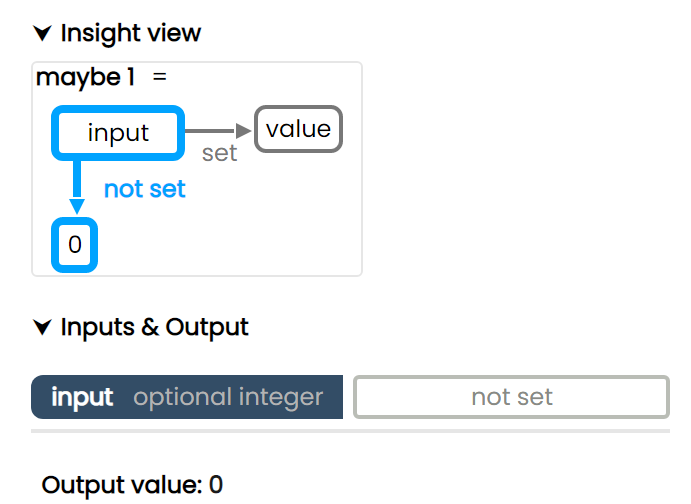 Insight view
maybe 1 =
input
value
set
not set
0
Inputs & Output
input optional integer not set
Output value: 0